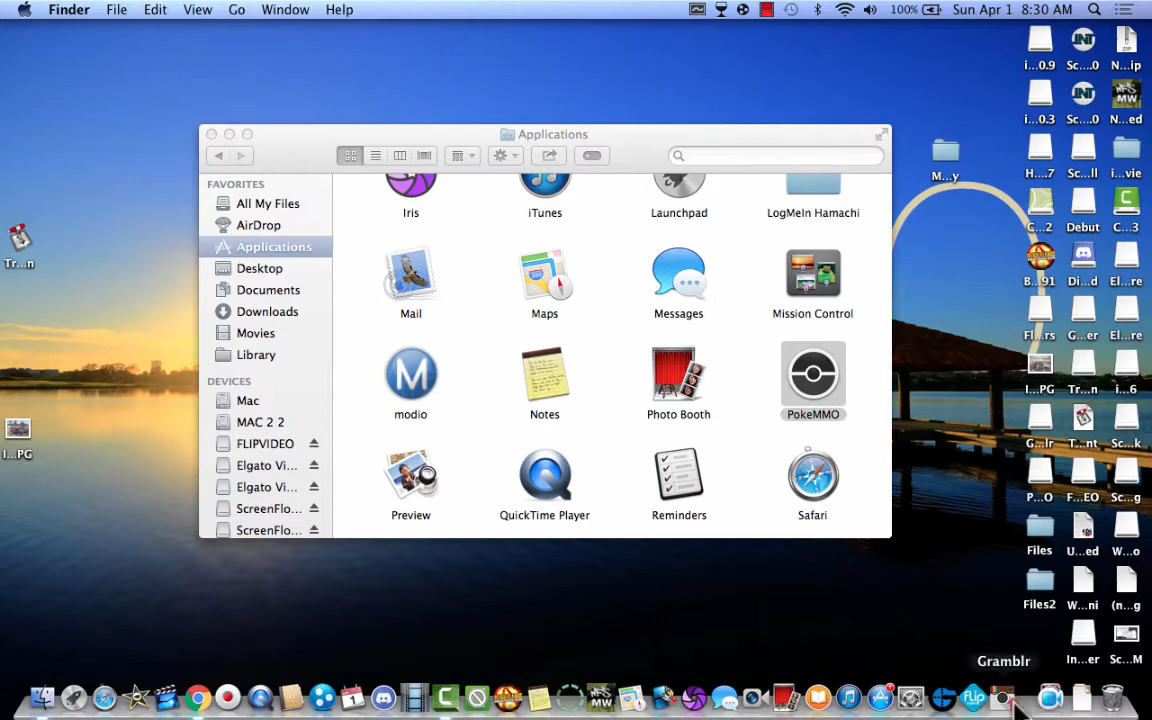 Finder File Edit View Go Window Help
100% Sun Apr 1 8:30 AM
Applications
FAVORITES
All My Files
AirDrop
Applications
Desktop
Documents
Downloads
Movies
Library
DEVICES
Mac
MAC 2 2
FLIPVIDEO
Elgato Vi...
Elgato Vi...
ScreenFlo...
ScreenFlo...
Iris iTunes Launchpad LogMeIn Hamachi
Mail Maps Messages Mission Control
modio Notes Photo Booth PokeMMO
Preview QuickTime Player Reminders Safari
Tr...n
I...PG
M...y
i...0.9 Sc....0 N...ip
i...0.3 Sc....0 N...ed
H....7 Sc...ll i...vie
C...2 Debut C...3
B...91 Di...d El...re
Fl...rs G...er El...re
I...PG Tr...n i...6
G...lr T...nt Sc...k
P...O F...EO Sc...g
Files U...ed W...o
Files2 W...ni (n...g
In...er Sc...M
Gramblr